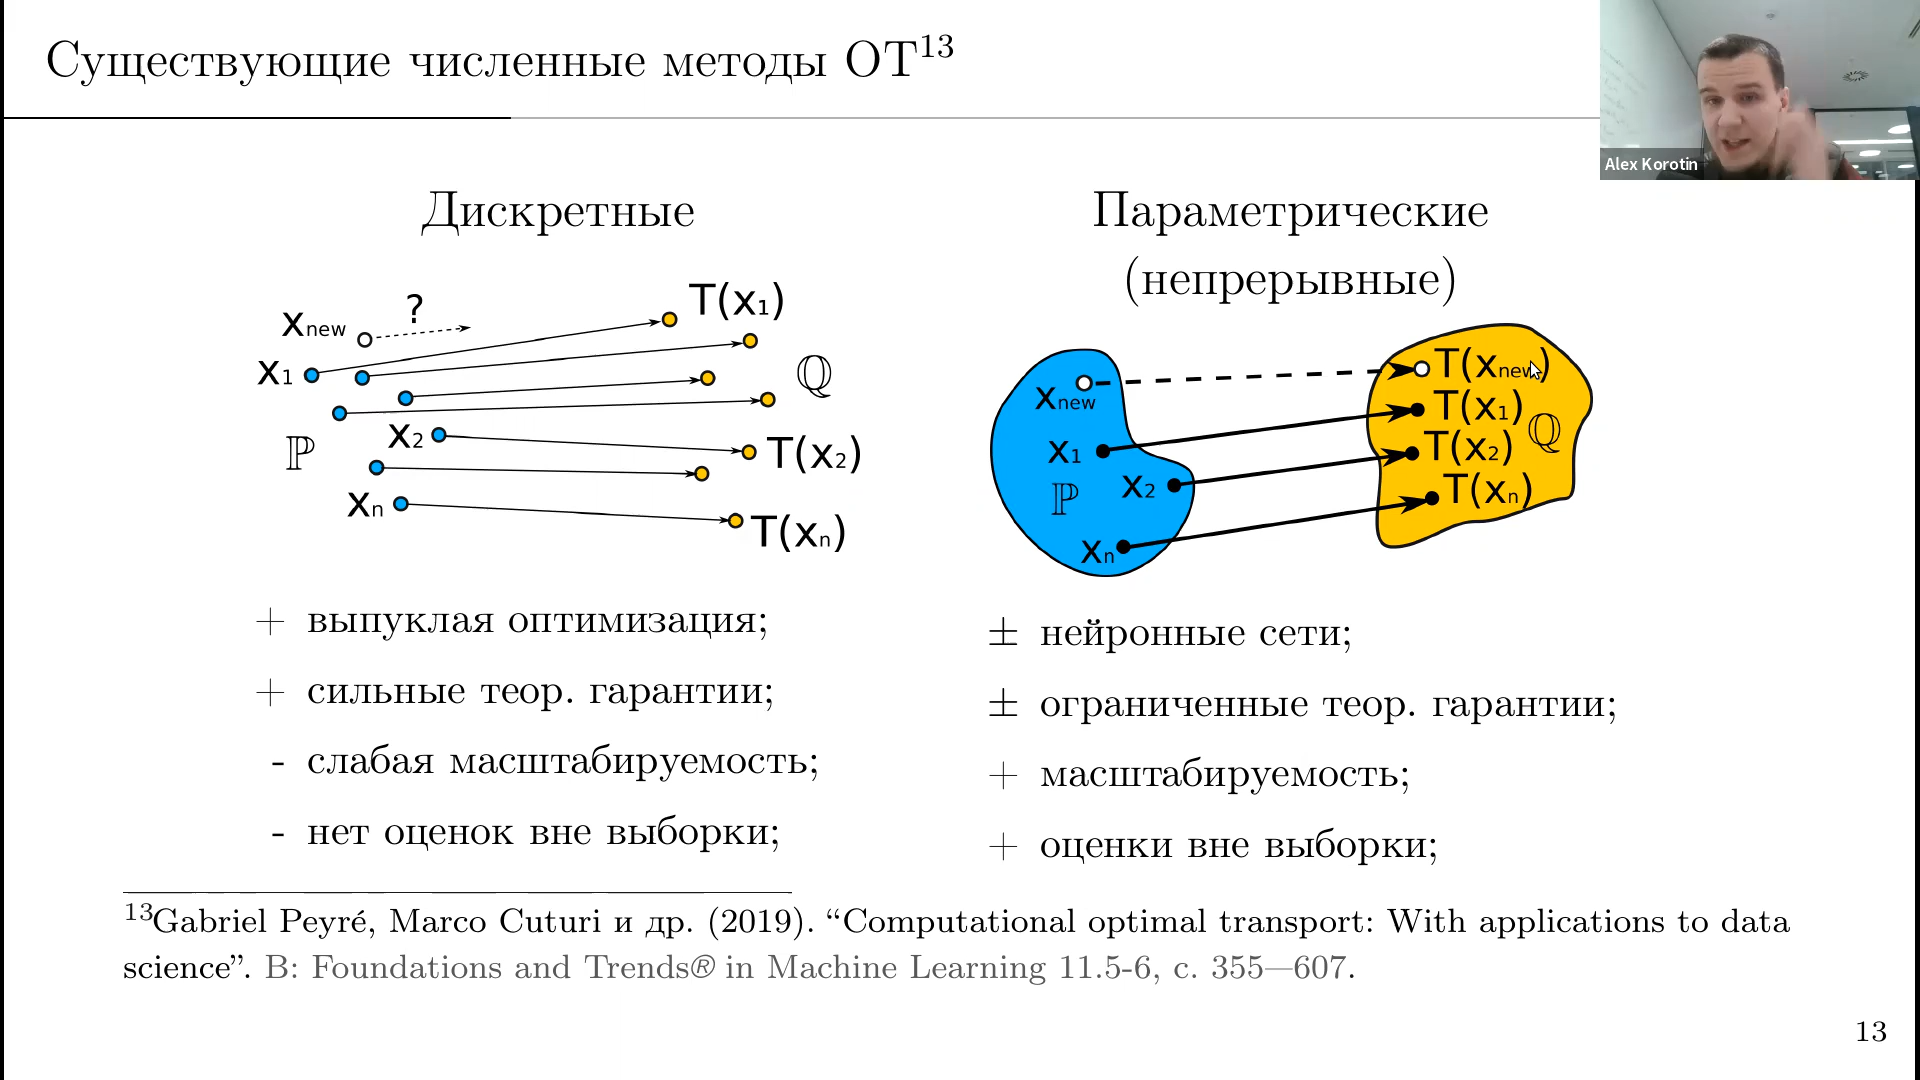 Существующие численные методы ОТ¹³
Alex Korotin
Дискретные
xnew
?
T(x₁)
x₁
ℚ
ℙ
x₂
T(x₂)
xn
T(xn)
+ выпуклая оптимизация;
+ сильные теор. гарантии;
- слабая масштабируемость;
- нет оценок вне выборки;
Параметрические
(непрерывные)
T(xnew)
xnew
T(x₁)
x₁
T(x₂)
ℚ
ℙ
x₂
T(xn)
xn
± нейронные сети;
± ограниченные теор. гарантии;
+ масштабируемость;
+ оценки вне выборки;
¹³Gabriel Peyré, Marco Cuturi и др. (2019). “Computational optimal transport: With applications to data
science”. В: Foundations and Trends® in Machine Learning 11.5-6, с. 355—607.
13